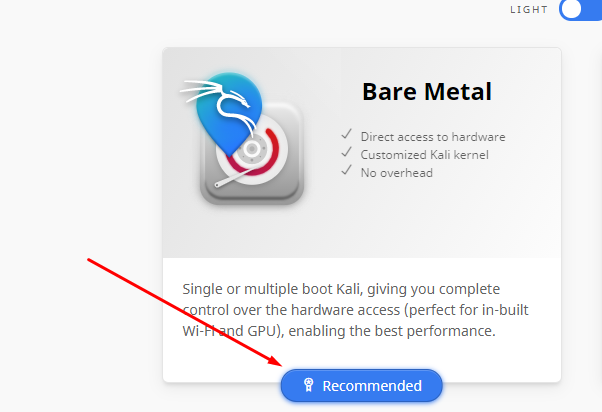 LIGHT
Bare Metal
Direct access to hardware
Customized Kali kernel
No overhead
Single or multiple boot Kali, giving you complete
control over the hardware access (perfect for in-built
Wi-Fi and GPU), enabling the best performance.
Recommended